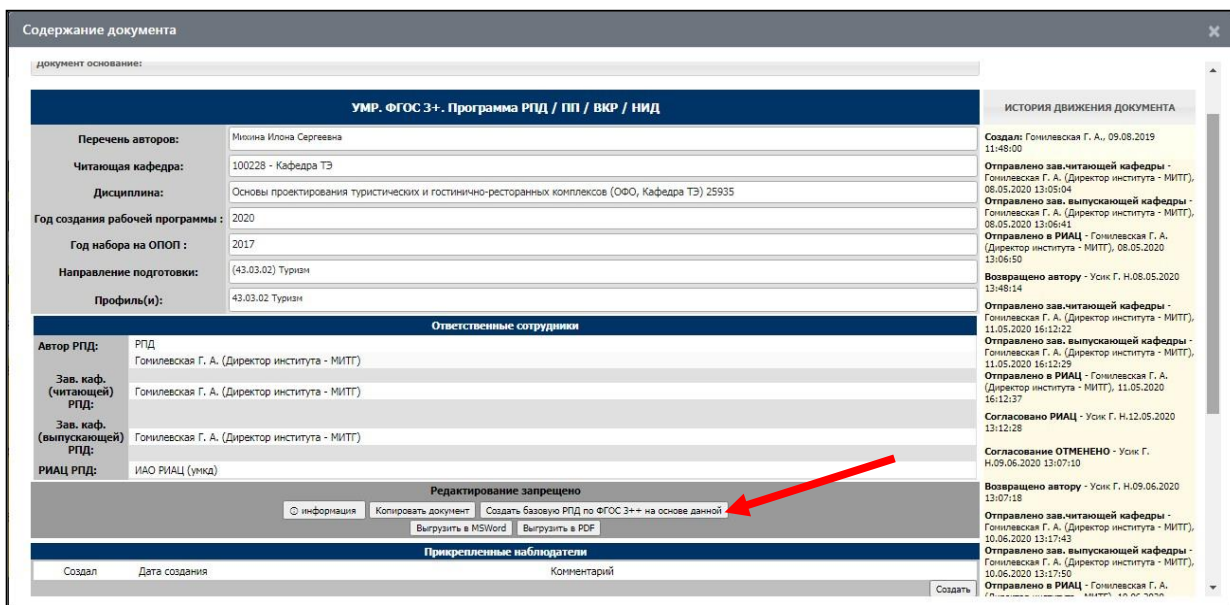 Содержание документа
Документ основание:
УМР. ФГОС 3+. Программа РПД / ПП / ВКР / НИД
Перечень авторов: Михина Илона Сергеевна
Читающая кафедра: 100228 - Кафедра ТЭ
Дисциплина: Основы проектирования туристических и гостинично-ресторанных комплексов (ОФО, Кафедра ТЭ) 25935
Год создания рабочей программы : 2020
Год набора на ОПОП : 2017
Направление подготовки: (43.03.02) Туризм
Профиль(и): 43.03.02 Туризм
Ответственные сотрудники
Автор РПД: РПД
Гомилевская Г. А. (Директор института - МИТГ)
Зав. каф.
(читающей) Гомилевская Г. А. (Директор института - МИТГ)
РПД:
Зав. каф.
(выпускающей) Гомилевская Г. А. (Директор института - МИТГ)
РПД:
РИАЦ РПД: ИАО РИАЦ (умкд)
Редактирование запрещено
информация Копировать документ Создать базовую РПД по ФГОС 3++ на основе данной
Выгрузить в MSWord Выгрузить в PDF
Прикрепленные наблюдатели
Создал Дата создания Комментарий
Создать
ИСТОРИЯ ДВИЖЕНИЯ ДОКУМЕНТА
Создал: Гомилевская Г. А., 09.08.2019
11:48:00
Отправлено зав.читающей кафедры -
Гомилевская Г. А. (Директор института - МИТГ),
08.05.2020 13:05:04
Отправлено зав. выпускающей кафедры -
Гомилевская Г. А. (Директор института - МИТГ),
08.05.2020 13:06:41
Отправлено в РИАЦ - Гомилевская Г. А.
(Директор института - МИТГ), 08.05.2020
13:06:50
Возвращено автору - Усик Г. Н.08.05.2020
13:48:14
Отправлено зав.читающей кафедры -
Гомилевская Г. А. (Директор института - МИТГ),
11.05.2020 16:12:22
Отправлено зав. выпускающей кафедры -
Гомилевская Г. А. (Директор института - МИТГ),
11.05.2020 16:12:29
Отправлено в РИАЦ - Гомилевская Г. А.
(Директор института - МИТГ), 11.05.2020
16:12:37
Согласовано РИАЦ - Усик Г. Н.12.05.2020
13:12:28
Согласование ОТМЕНЕНО - Усик Г.
Н.09.06.2020 13:07:10
Возвращено автору - Усик Г. Н.09.06.2020
13:07:18
Отправлено зав.читающей кафедры -
Гомилевская Г. А. (Директор института - МИТГ),
10.06.2020 13:17:43
Отправлено зав. выпускающей кафедры -
Гомилевская Г. А. (Директор института - МИТГ),
10.06.2020 13:17:50
Отправлено в РИАЦ - Гомилевская Г. А.